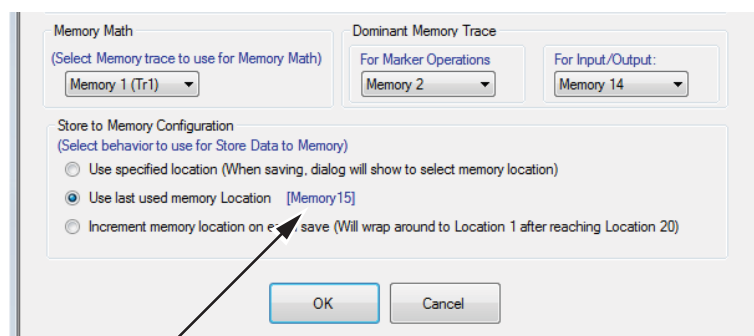 Memory Math
(Select Memory trace to use for Memory Math)
Memory 1 (Tr1)
Dominant Memory Trace
For Marker Operations
Memory 2
For Input/Output:
Memory 14
Store to Memory Configuration
(Select behavior to use for Store Data to Memory)
Use specified location (When saving, dialog will show to select memory location)
Use last used memory Location [Memory15]
Increment memory location on save (Will wrap around to Location 1 after reaching Location 20)
OK
Cancel